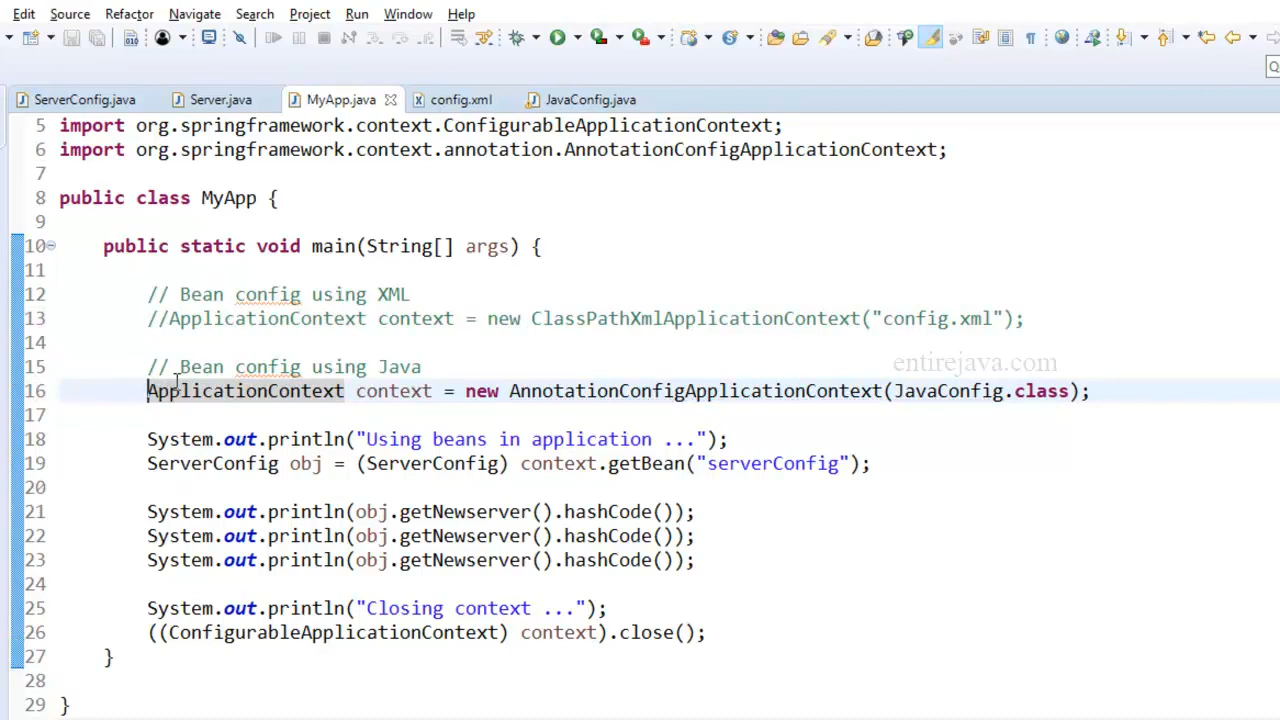 Edit Source Refactor Navigate Search Project Run Window Help
ServerConfig.java Server.java MyApp.java config.xml JavaConfig.java
5 import org.springframework.context.ConfigurableApplicationContext;
6 import org.springframework.context.annotation.AnnotationConfigApplicationContext;
7
8 public class MyApp {
9
10 public static void main(String[] args) {
11
12 // Bean config using XML
13 //ApplicationContext context = new ClassPathXmlApplicationContext("config.xml");
14
15 // Bean config using Java
entirejava.com
16 ApplicationContext context = new AnnotationConfigApplicationContext(JavaConfig.class);
17
18 System.out.println("Using beans in application ...");
19 ServerConfig obj = (ServerConfig) context.getBean("serverConfig");
20
21 System.out.println(obj.getNewserver().hashCode());
22 System.out.println(obj.getNewserver().hashCode());
23 System.out.println(obj.getNewserver().hashCode());
24
25 System.out.println("Closing context ...");
26 ((ConfigurableApplicationContext) context).close();
27 }
28
29 }